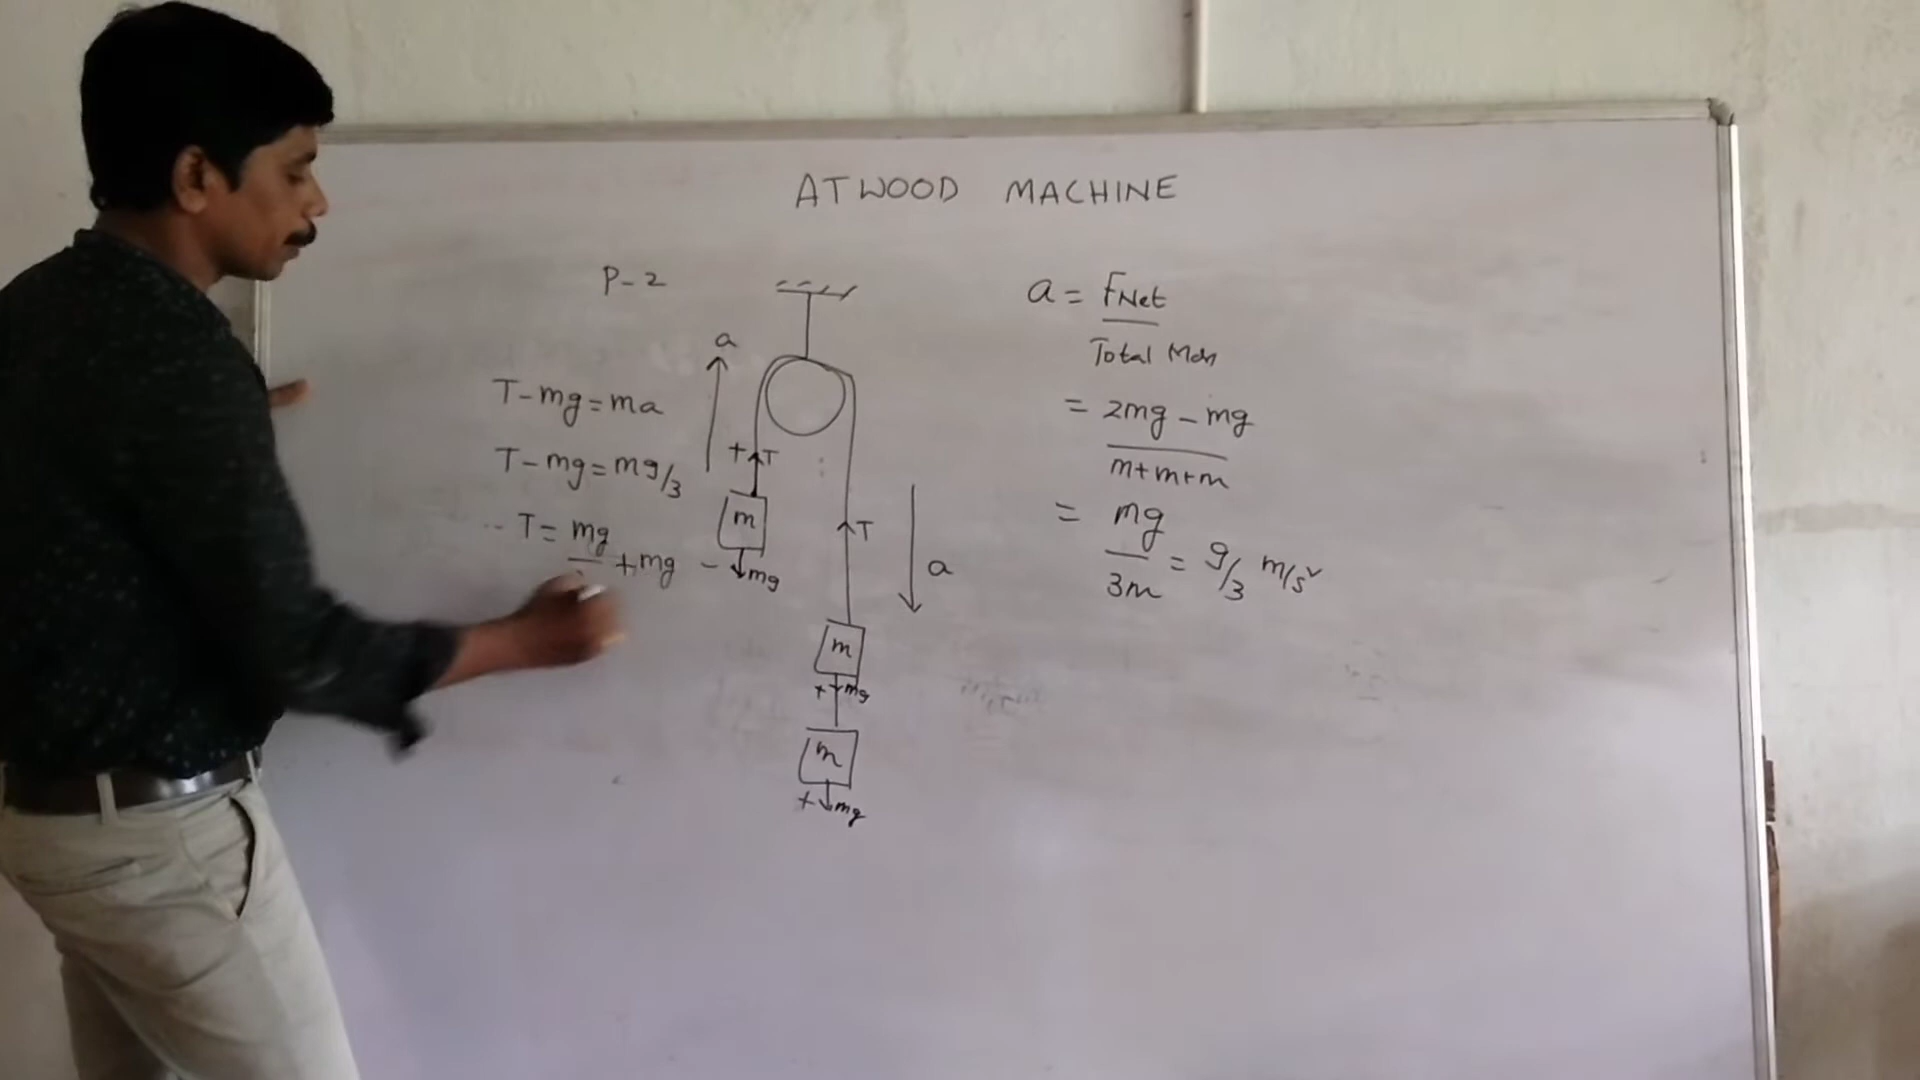 ATWOOD MACHINE
P-2
a
T-mg=ma
T-mg=mg/3
T= mg
+mg
+ T
m
- mg
T
a
m
+ mg
m
+ mg
a = FNet
Total
= 2mg - mg
m+m+m
= mg
3m
= g/3 m/s²